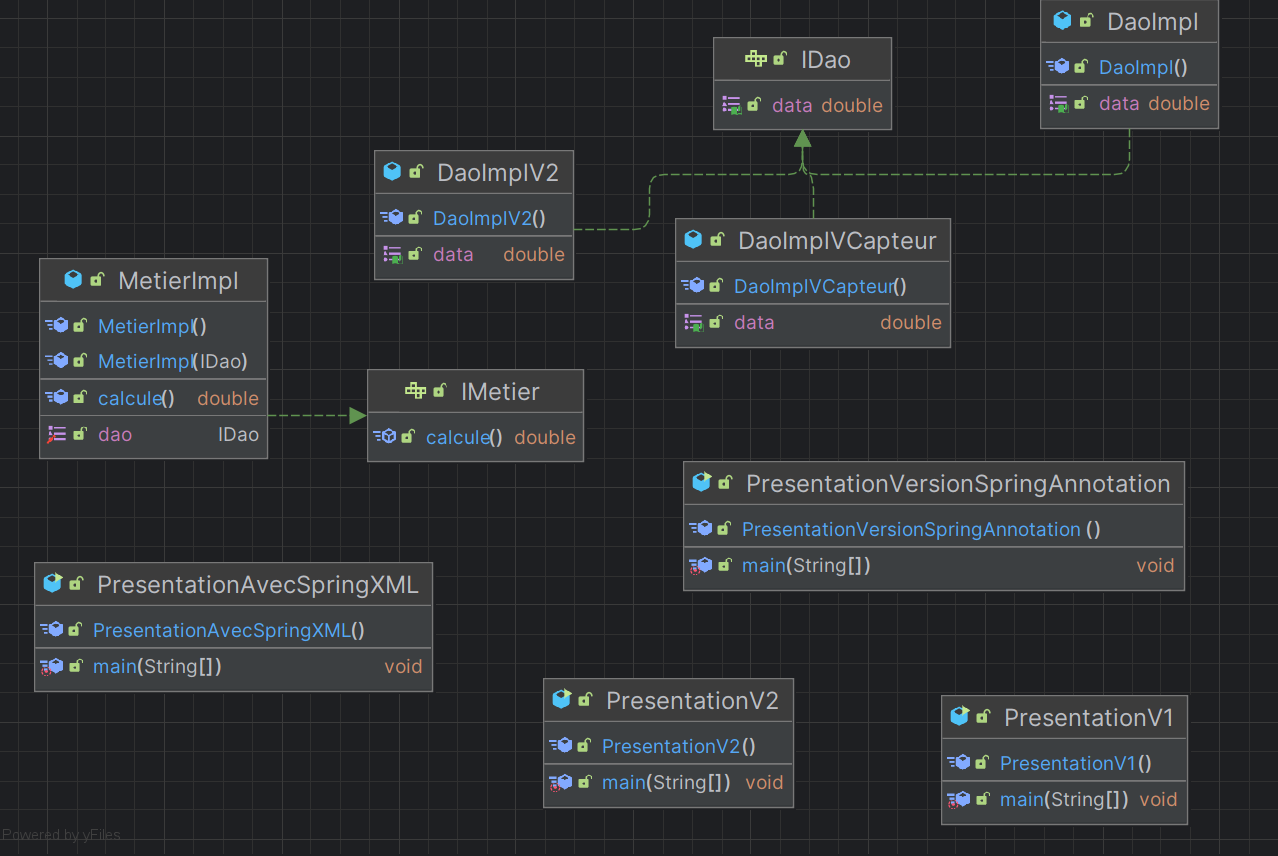 DaoImpl
DaoImpl()
data double
IDao
data double
DaoImplV2
DaoImplV2()
data double
DaoImplVCapteur
DaoImplVCapteur()
data double
MetierImpl
MetierImpl()
MetierImpl(IDao)
calcule() double
dao IDao
IMetier
calcule() double
PresentationVersionSpringAnnotation
PresentationVersionSpringAnnotation ()
main(String[]) void
PresentationAvecSpringXML
PresentationAvecSpringXML()
main(String[]) void
PresentationV2
PresentationV2()
main(String[]) void
PresentationV1
PresentationV1()
main(String[]) void
Powered by yFiles